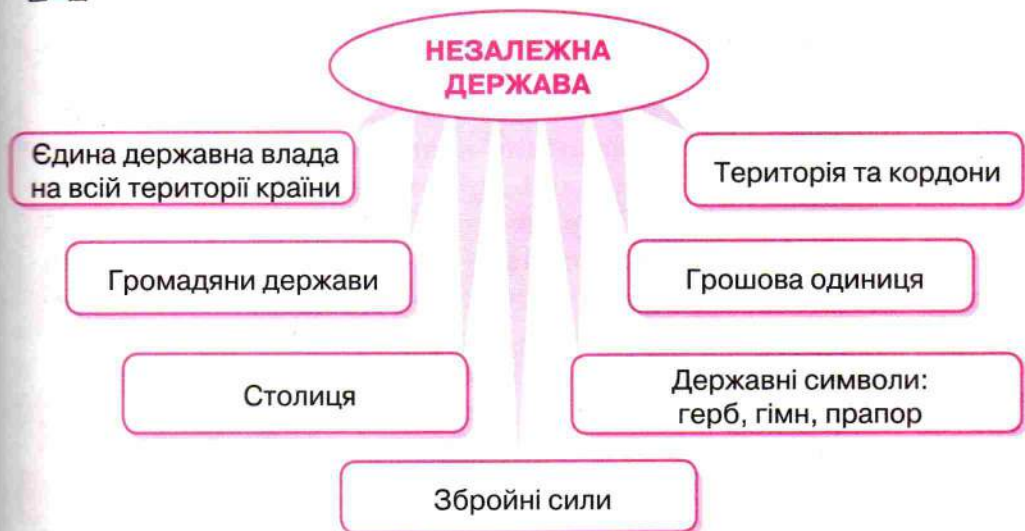 НЕЗАЛЕЖНА
ДЕРЖАВА
Єдина державна влада
на всій території країни
Територія та кордони
Громадяни держави
Грошова одиниця
Столиця
Державні символи:
герб, гімн, прапор
Збройні сили